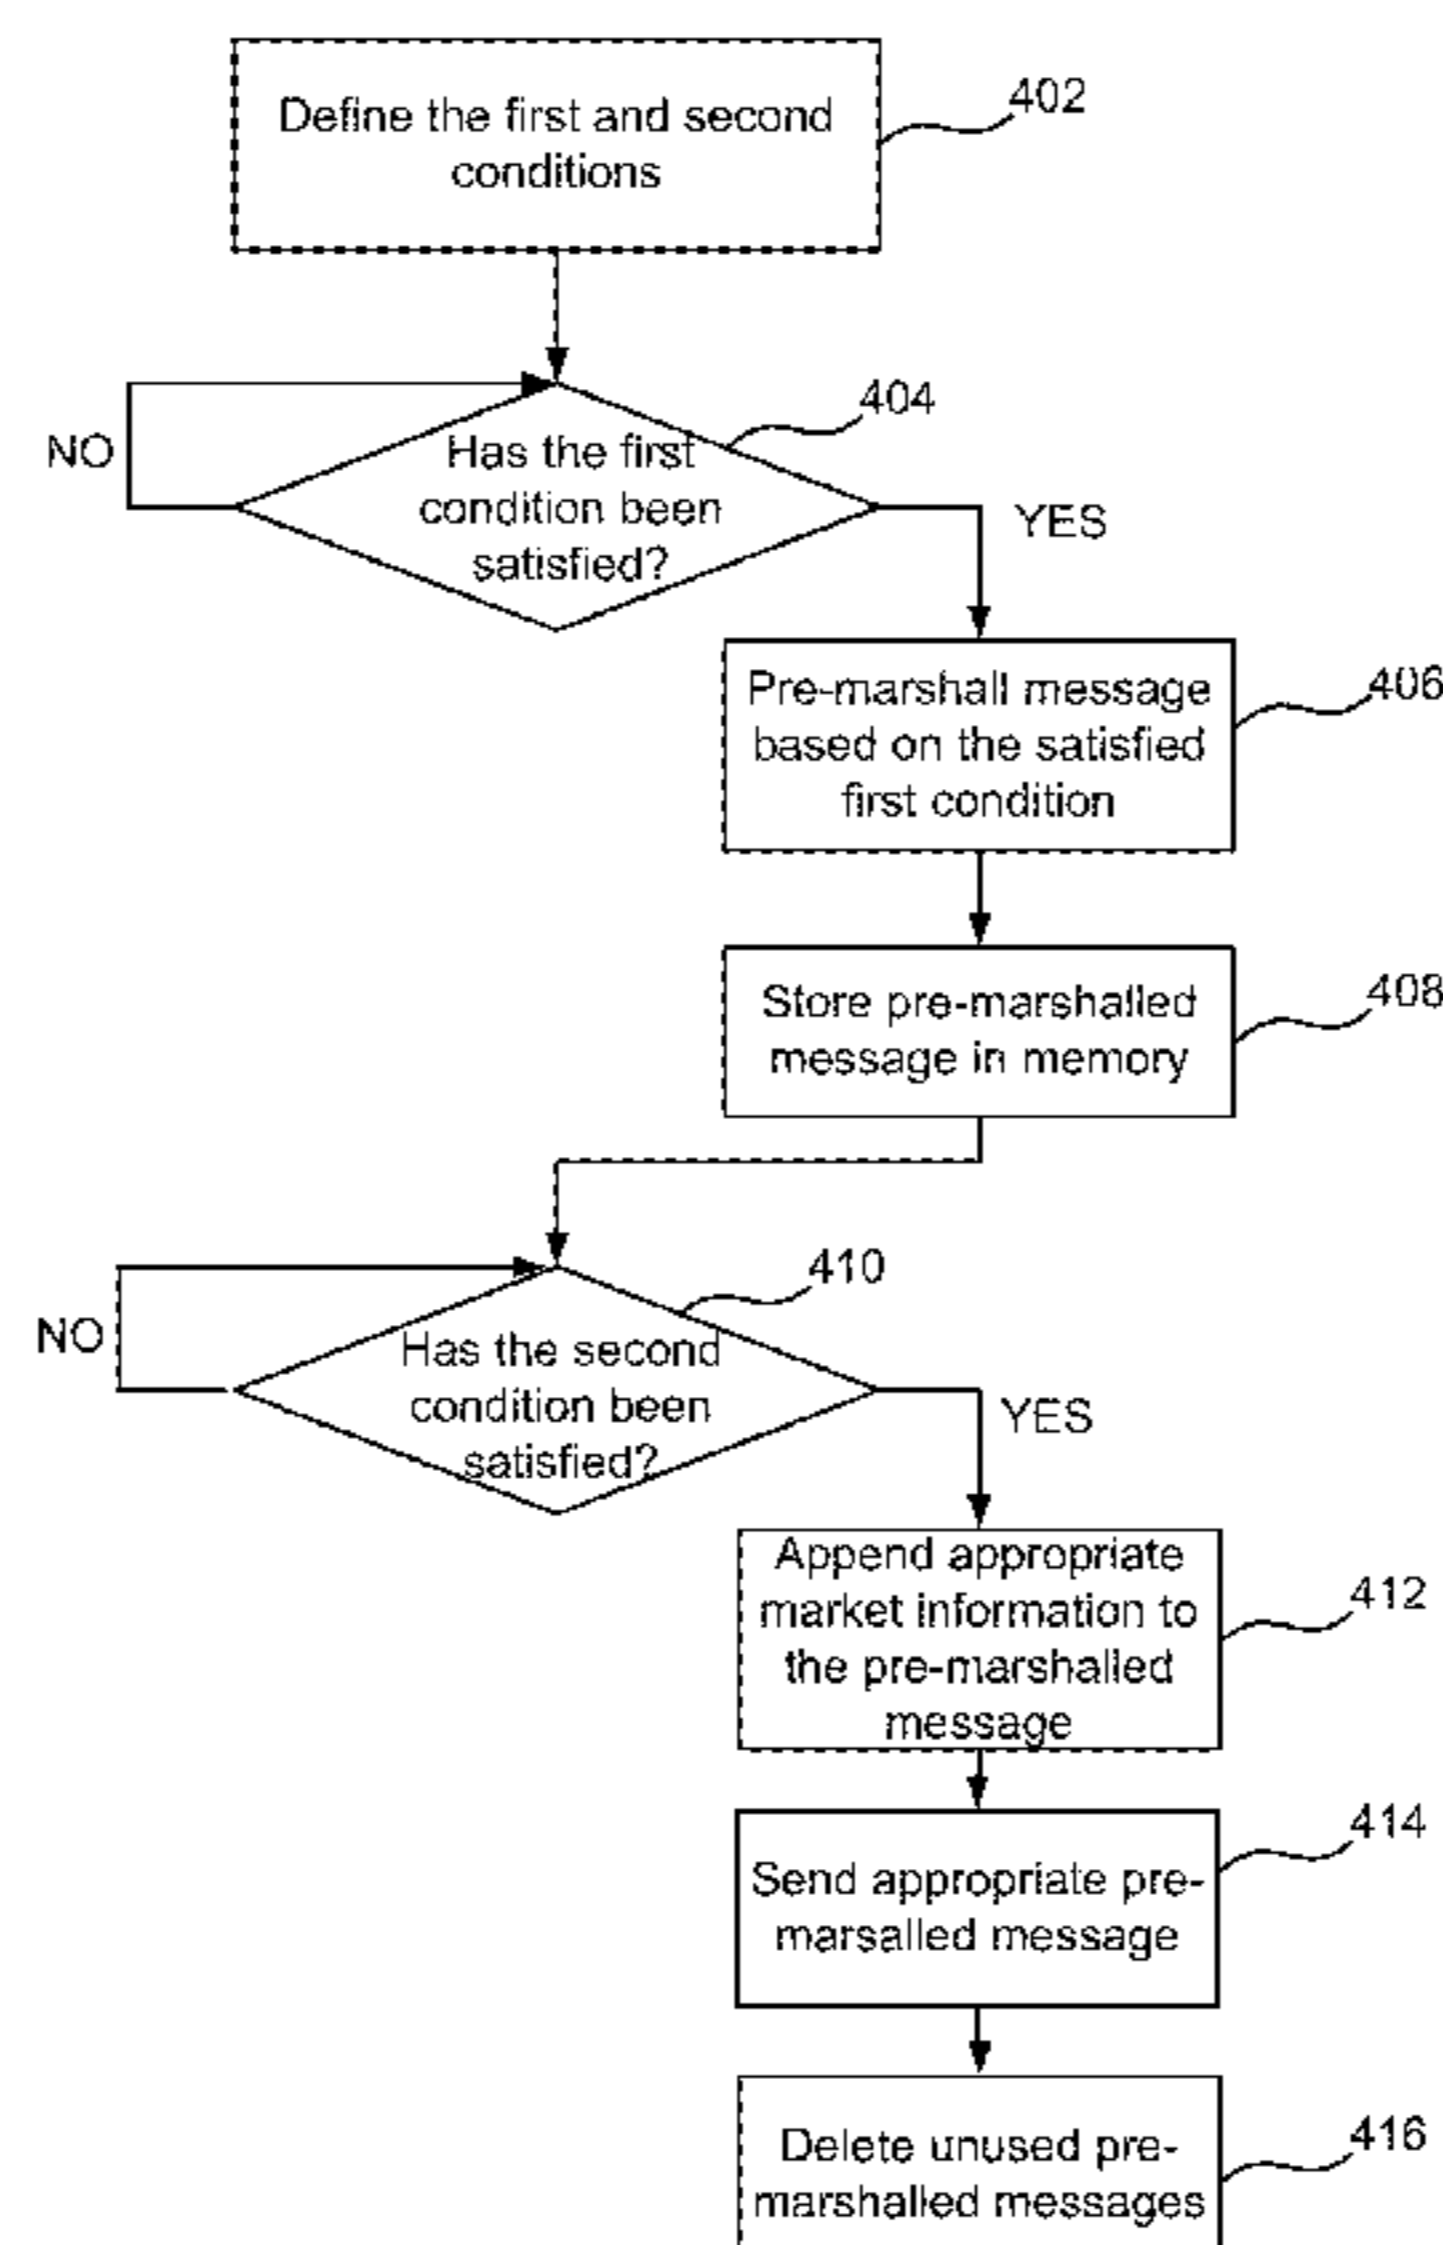 Define the first and second
conditions
402
404
NO
Has the first
condition been
satisfied?
YES
Pre-marshall message
based on the satisfied
first condition
406
Store pre-marshalled
message in memory
408
410
NO
Has the second
condition been
satisfied?
YES
Append appropriate
market information to
the pre-marshalled
message
412
Send appropriate pre-
marsalled message
414
Delete unused pre-
marshalled messages
416